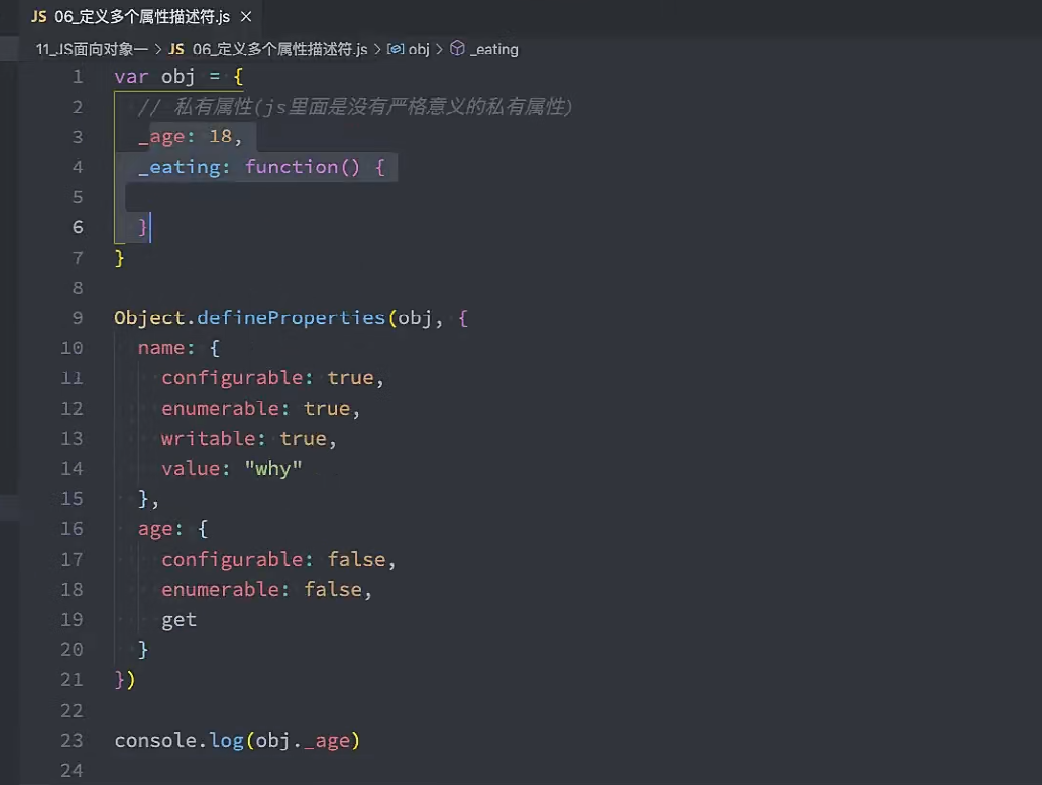 JS 06_定义多个属性描述符.js ×
11_JS面向对象一 > JS 06_定义多个属性描述符.js > obj > _eating
1 var obj = {
2 // 私有属性(js里面是没有严格意义的私有属性)
3 _age: 18,
4 _eating: function() {
5
6 }
7 }
8
9 Object.defineProperties(obj, {
10 name: {
11 configurable: true,
12 enumerable: true,
13 writable: true,
14 value: "why"
15 },
16 age: {
17 configurable: false,
18 enumerable: false,
19 get
20 }
21 })
22
23 console.log(obj._age)
24